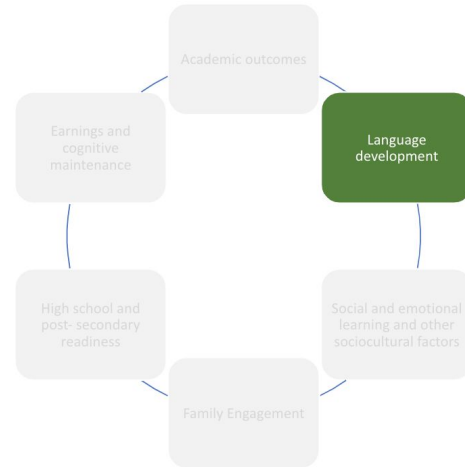 Academic outcomes
Language
development
Social and emotional
learning and other
sociocultural factors
Family Engagement
High school and
post- secondary
readiness
Earnings and
cognitive
maintenance